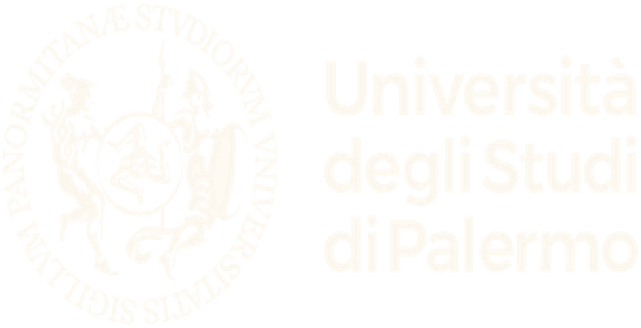 SIGILLVM PANORMITANÆ STVDIORVM VNIVERSITATIS
Università
degli Studi
di Palermo